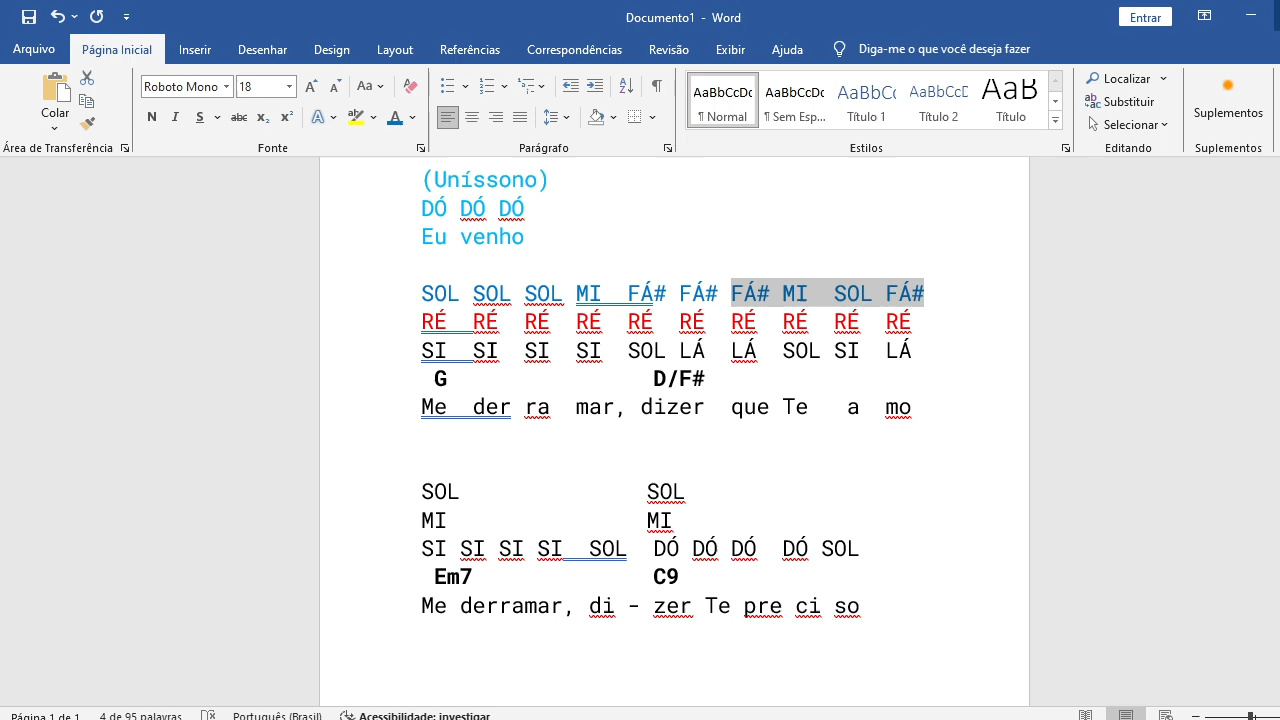 Documento1 - Word
Entrar
Arquivo Página Inicial Inserir Desenhar Design Layout Referências Correspondências Revisão Exibir Ajuda Diga-me o que você deseja fazer
Colar
Roboto Mono 18
Aa
N I S abc x₂ x² A A
AaBbCcDc AaBbCcDc AaBbCc AaBbCcD AaB
¶ Normal ¶ Sem Esp... Título 1 Título 2 Título
Localizar
Substituir
Selecionar
Suplementos
Área de Transferência Fonte Parágrafo Estilos Editando Suplementos
(Uníssono)
DÓ DÓ DÓ
Eu venho
SOL SOL SOL MI FÁ# FÁ# FÁ# MI SOL FÁ#
RÉ RÉ RÉ RÉ RÉ RÉ RÉ RÉ RÉ RÉ
SI SI SI SI SOL LÁ LÁ SOL SI LÁ
G D/F#
Me der ra mar, dizer que Te a mo
SOL SOL
MI MI
SI SI SI SI SOL DÓ DÓ DÓ DÓ SOL
Em7 C9
Me derramar, di - zer Te pre ci so
Página 1 de 1 4 de 95 palavras Português (Brasil) Acessibilidade: investigar